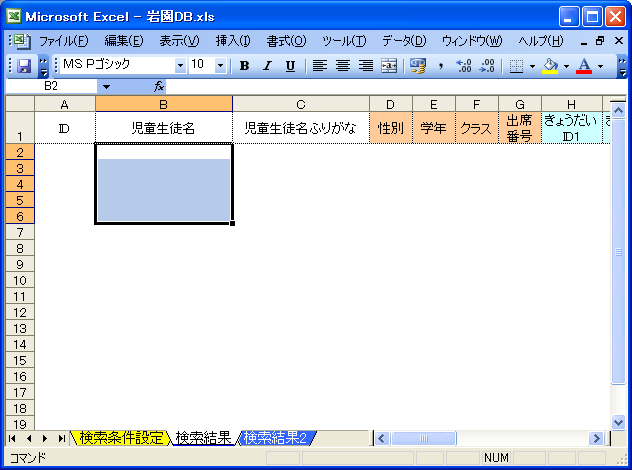 Microsoft Excel - 岩園DB.xls
ファイル(F) 編集(E) 表示(V) 挿入(I) 書式(O) ツール(T) データ(D) ウィンドウ(W) ヘルプ(H)
MS Pゴシック 10 B I U
B2 fx
A B C D E F G H
1 ID 児童生徒名 児童生徒名ふりがな 性別 学年 クラス 出席番号 きょうだいID1
2
3
4
5
6
7
8
9
10
11
12
13
14
15
16
17
18
19
検索条件設定 検索結果 検索結果2
コマンド NUM